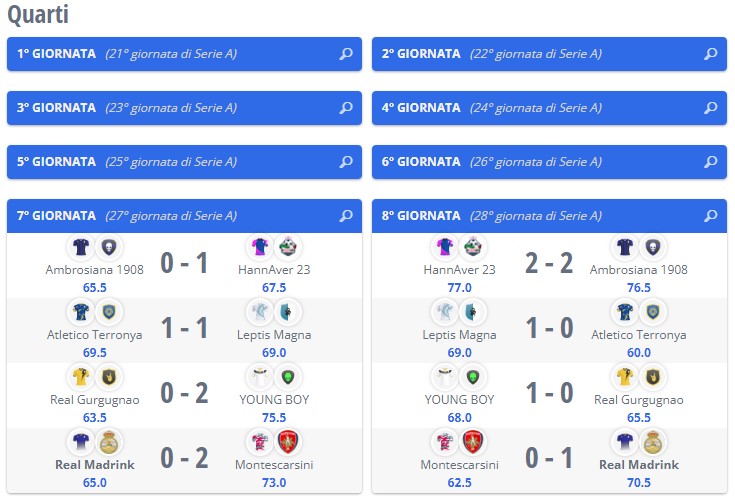 Quarti
1° GIORNATA (21° giornata di Serie A)
2° GIORNATA (22° giornata di Serie A)
3° GIORNATA (23° giornata di Serie A)
4° GIORNATA (24° giornata di Serie A)
5° GIORNATA (25° giornata di Serie A)
6° GIORNATA (26° giornata di Serie A)
7° GIORNATA (27° giornata di Serie A)
Ambrosiana 1908 0 - 1 HannAver 23
65.5 67.5
Atletico Terronya 1 - 1 Leptis Magna
69.5 69.0
Real Gurgugnao 0 - 2 YOUNG BOY
63.5 75.5
Real Madrink 0 - 2 Montescarsini
65.0 73.0
8° GIORNATA (28° giornata di Serie A)
HannAver 23 2 - 2 Ambrosiana 1908
77.0 76.5
Leptis Magna 1 - 0 Atletico Terronya
69.0 60.0
YOUNG BOY 1 - 0 Real Gurgugnao
68.0 65.5
Montescarsini 0 - 1 Real Madrink
62.5 70.5